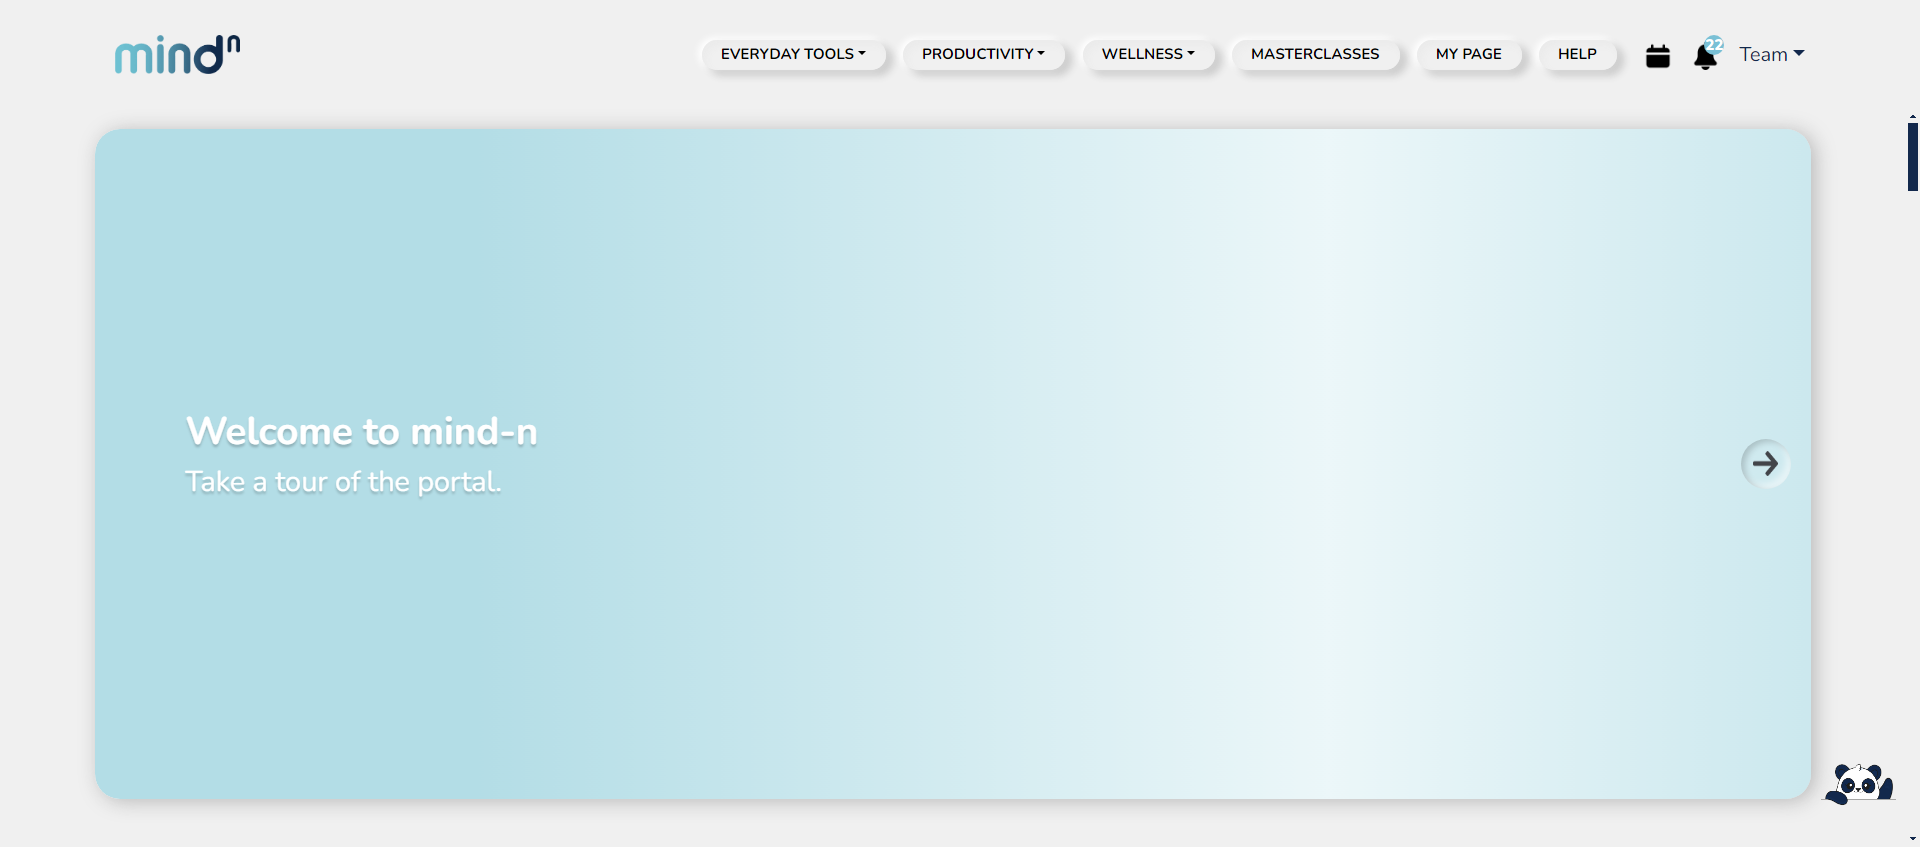 mind n
EVERYDAY TOOLS PRODUCTIVITY WELLNESS MASTERCLASSES MY PAGE HELP 22 Team
Welcome to mind-n
Take a tour of the portal.